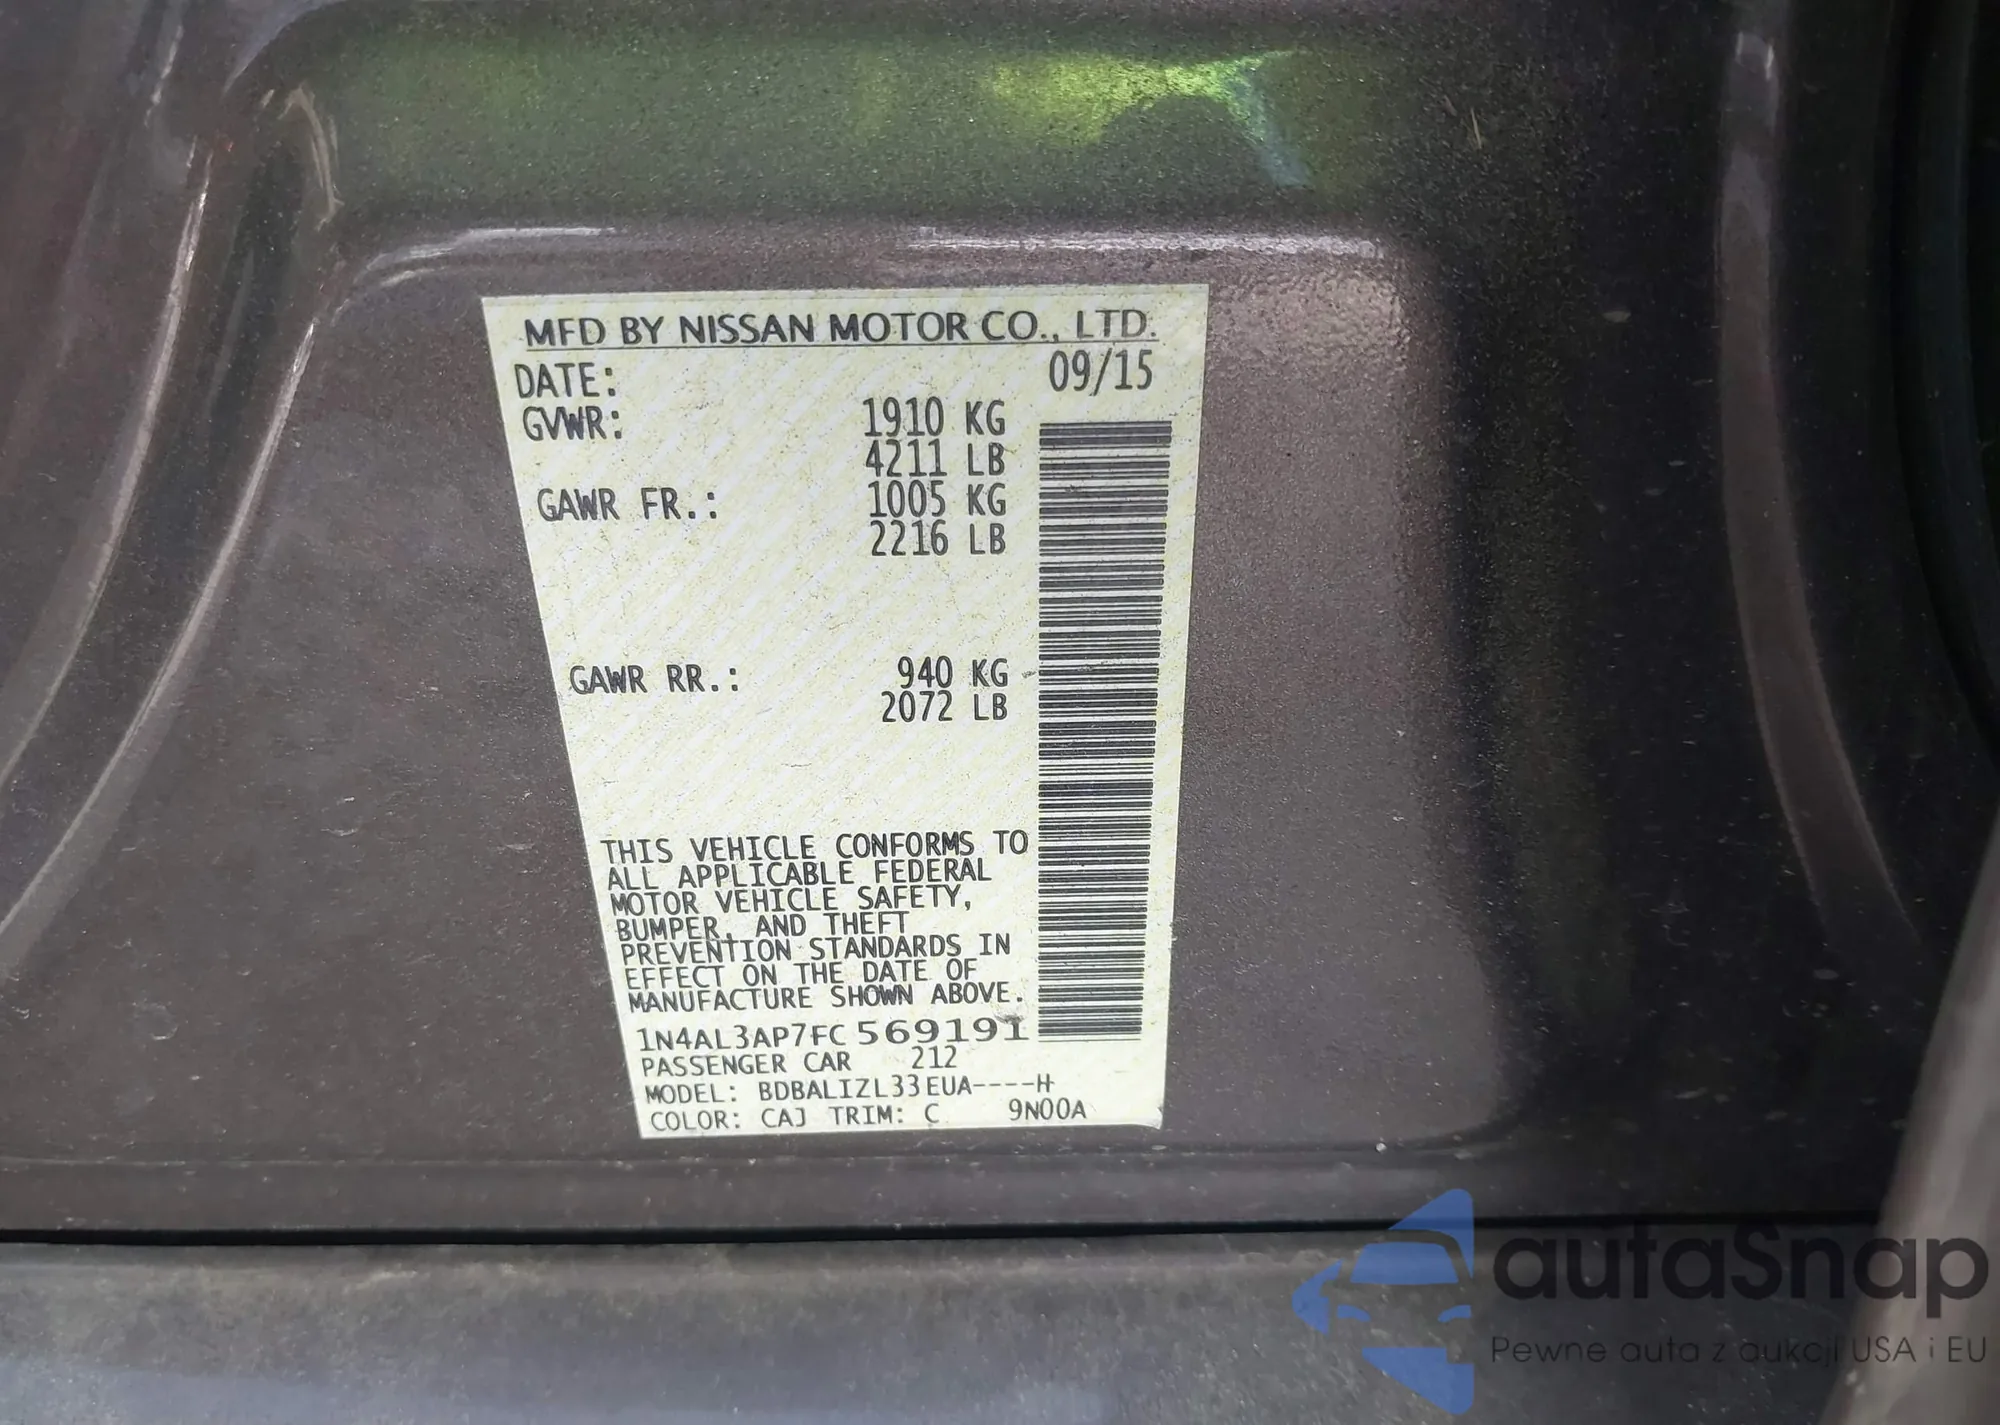 MFD BY NISSAN MOTOR CO., LTD.
DATE: 09/15
GVWR: 1910 KG
4211 LB
GAWR FR.: 1005 KG
2216 LB
GAWR RR.: 940 KG
2072 LB
THIS VEHICLE CONFORMS TO
ALL APPLICABLE FEDERAL
MOTOR VEHICLE SAFETY,
BUMPER, AND THEFT
PREVENTION STANDARDS IN
EFFECT ON THE DATE OF
MANUFACTURE SHOWN ABOVE.
1N4AL3AP7FC569191
PASSENGER CAR 212
MODEL: BDBALIZL33EUA----H
COLOR: CAJ TRIM: C 9N00A
autaSnap
Pewne auta z aukcji USA i EU